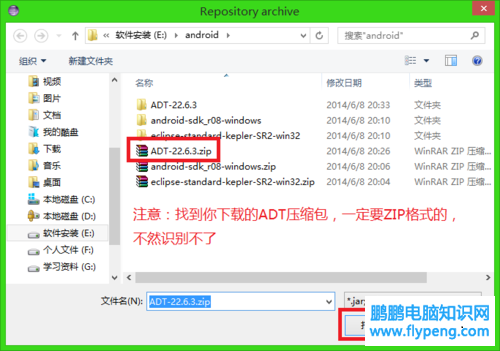 Repository archive
软件安装 (E:) ▸ android ▸
搜索"android"
组织 新建文件夹
名称 修改日期 类型
视频
图片
文档
我的酷盘
下载
音乐
桌面
本地磁盘 (C:)
本地磁盘 (D:)
软件安装 (E:)
个人文件 (F:)
学习资料 (G:)
ADT-22.6.3 2014/6/8 20:33 文件夹
android-sdk_r08-windows 2014/6/8 20:10 文件夹
eclipse-standard-kepler-SR2-win32 2014/6/8 20:10 文件夹
ADT-22.6.3.zip 2014/6/8 20:26 WinRAR ZIP 压缩...
android-sdk_r08-windows.zip 2014/6/8 20:06 WinRAR ZIP 压缩...
eclipse-standard-kepler-SR2-win32.zip 2014/6/8 20:05 WinRAR ZIP 压缩...
注意：找到你下载的ADT压缩包，一定要ZIP格式的，
不然识别不了
文件名(N): ADT-22.6.3.zip
鹏鹏电脑知识网
www.flypeng.com